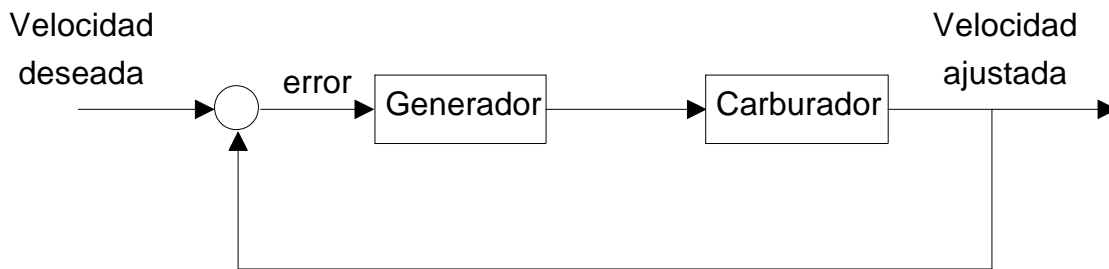 Velocidad
deseada
error
Generador
Carburador
Velocidad
ajustada